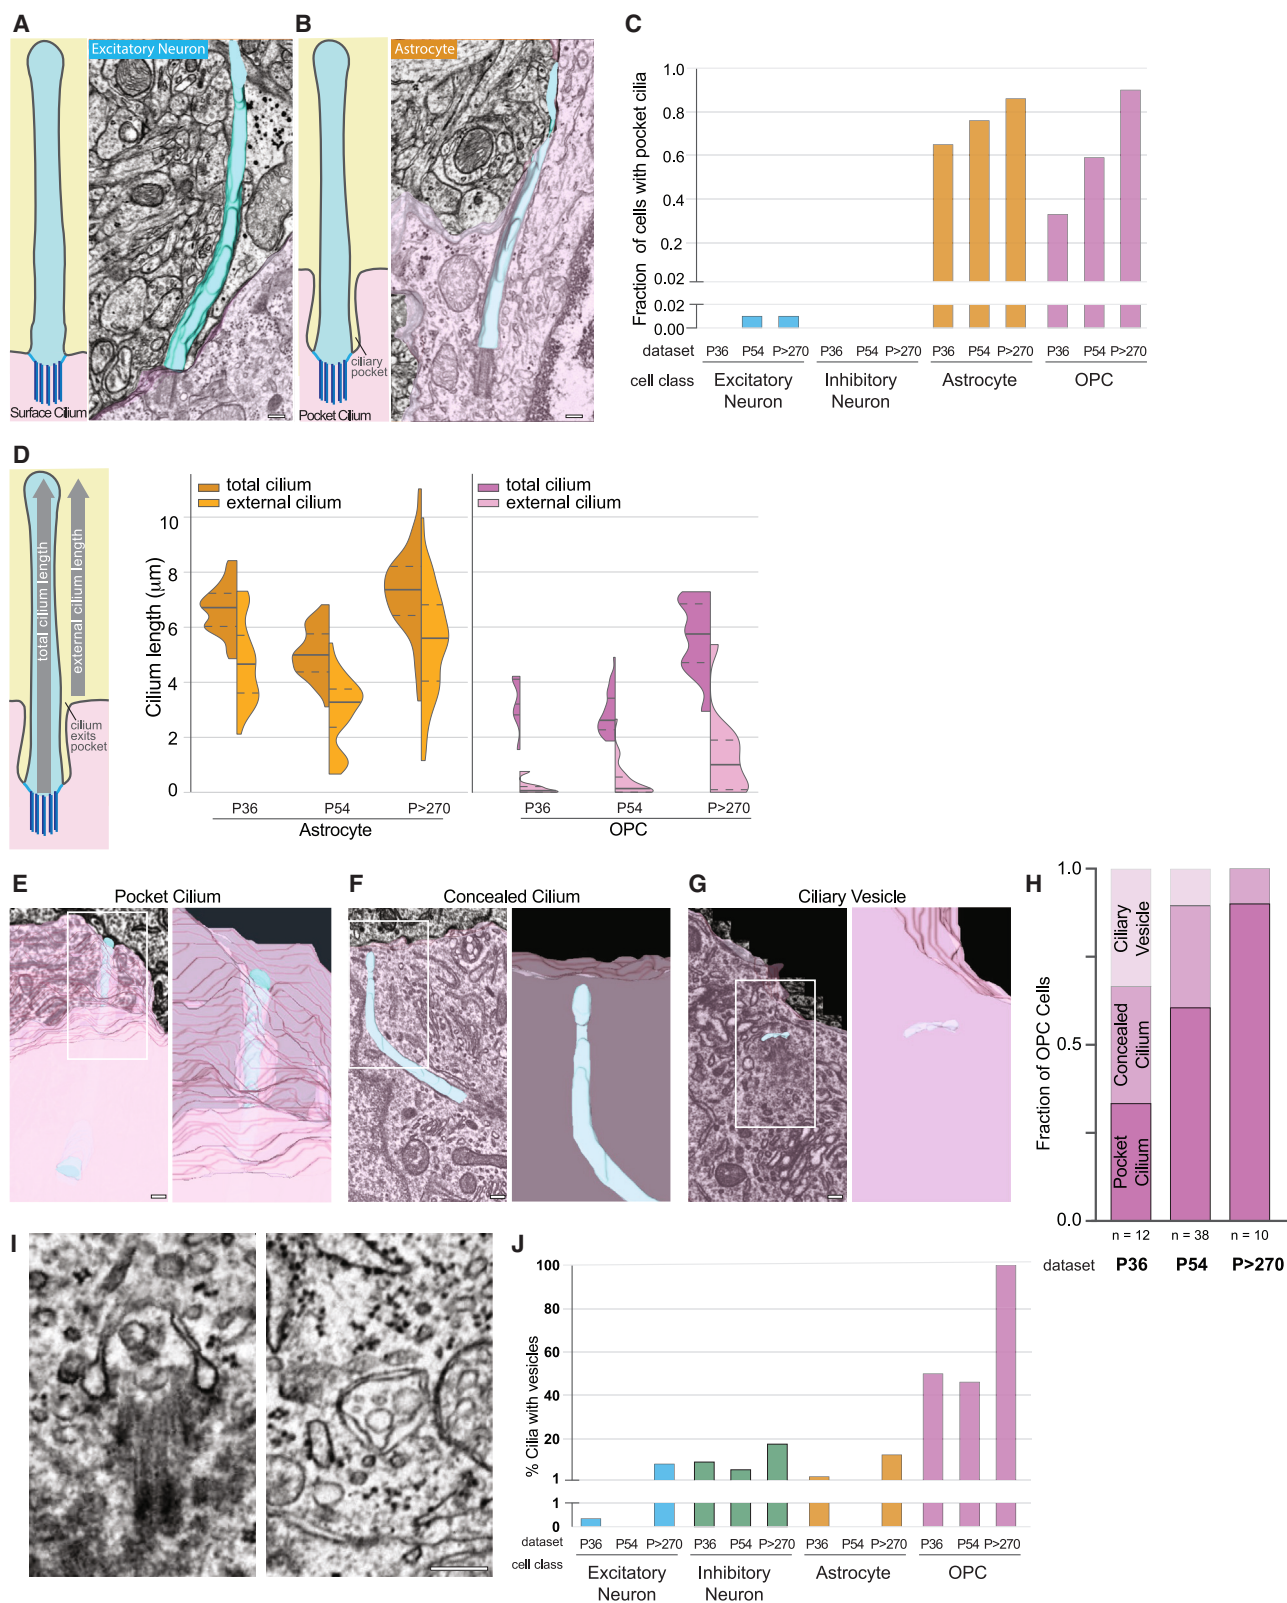 A
Excitatory Neuron
Surface Cilium
B
Astrocyte
ciliary
pocket
Pocket Cilium
C
Fraction of cells with pocket cilia
1.0
0.8
0.6
0.4
0.2
0.02
0.02
0.00
dataset
P36 P54 P>270 P36 P54 P>270 P36 P54 P>270 P36 P54 P>270
cell class
Excitatory
Neuron
Inhibitory
Neuron
Astrocyte
OPC
D
total cilium length
external cilium length
cilium
exits
pocket
Cilium length (μm)
10
8
6
4
2
0
total cilium
external cilium
total cilium
external cilium
P36 P54 P>270 P36 P54 P>270
Astrocyte
OPC
E
Pocket Cilium
F
Concealed Cilium
G
Ciliary Vesicle
H
Fraction of OPC Cells
1.0
0.5
0.0
Ciliary
Vesicle
Concealed
Cilium
Pocket
Cilium
n = 12 n = 38 n = 10
dataset P36 P54 P>270
I
J
% Cilia with vesicles
100
80
60
40
20
1
1
0
dataset
P36 P54 P>270 P36 P54 P>270 P36 P54 P>270 P36 P54 P>270
cell class
Excitatory
Neuron
Inhibitory
Neuron
Astrocyte
OPC